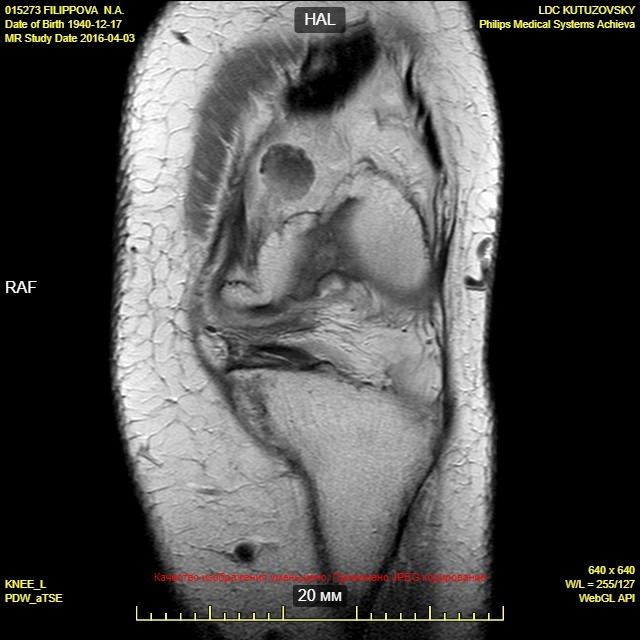 015273 FILIPPOVA N.A.
Date of Birth 1940-12-17
MR Study Date 2016-04-03
HAL
LDC KUTUZOVSKY
Philips Medical Systems Achieva
RAF
Качество изображения уменьшено. Применено JPEG кодирование
KNEE_L
PDW_aTSE
20 мм
640 x 640
W/L = 255/127
WebGL API